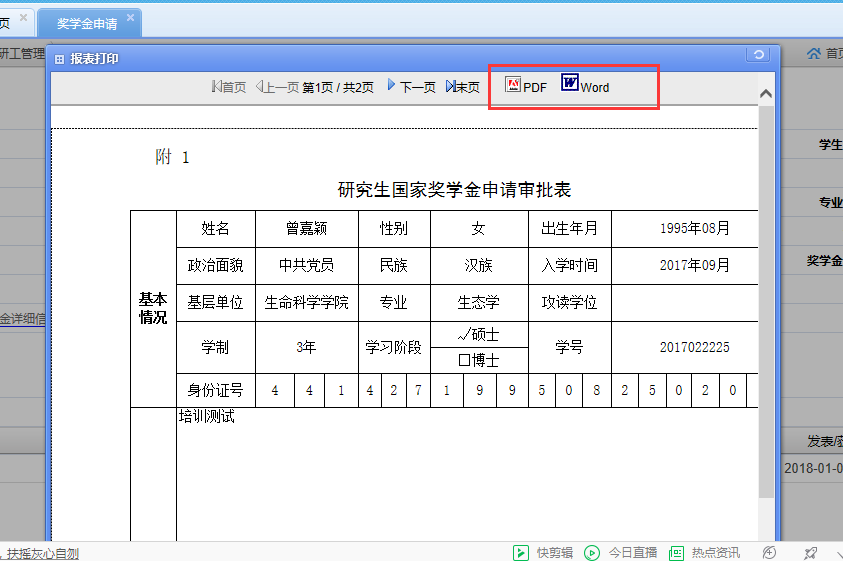 页 × 奖学金申请 ×
研工管理
首页
报表打印
首页 上一页 第1页 / 共2页 下一页 末页 PDF Word
附 1
研究生国家奖学金申请审批表
基本情况
姓名 曾嘉颖 性别 女 出生年月 1995年08月
政治面貌 中共党员 民族 汉族 入学时间 2017年09月
基层单位 生命科学学院 专业 生态学 攻读学位
学制 3年 学习阶段 √硕士 学号 2017022225
口博士
身份证号 4 4 1 4 2 7 1 9 9 5 0 8 2 5 0 2 0
培训测试
学生
专业
奖学金
金详细信
发表/
2018-01-0
扶摇灰心自刎 快剪辑 今日直播 热点资讯